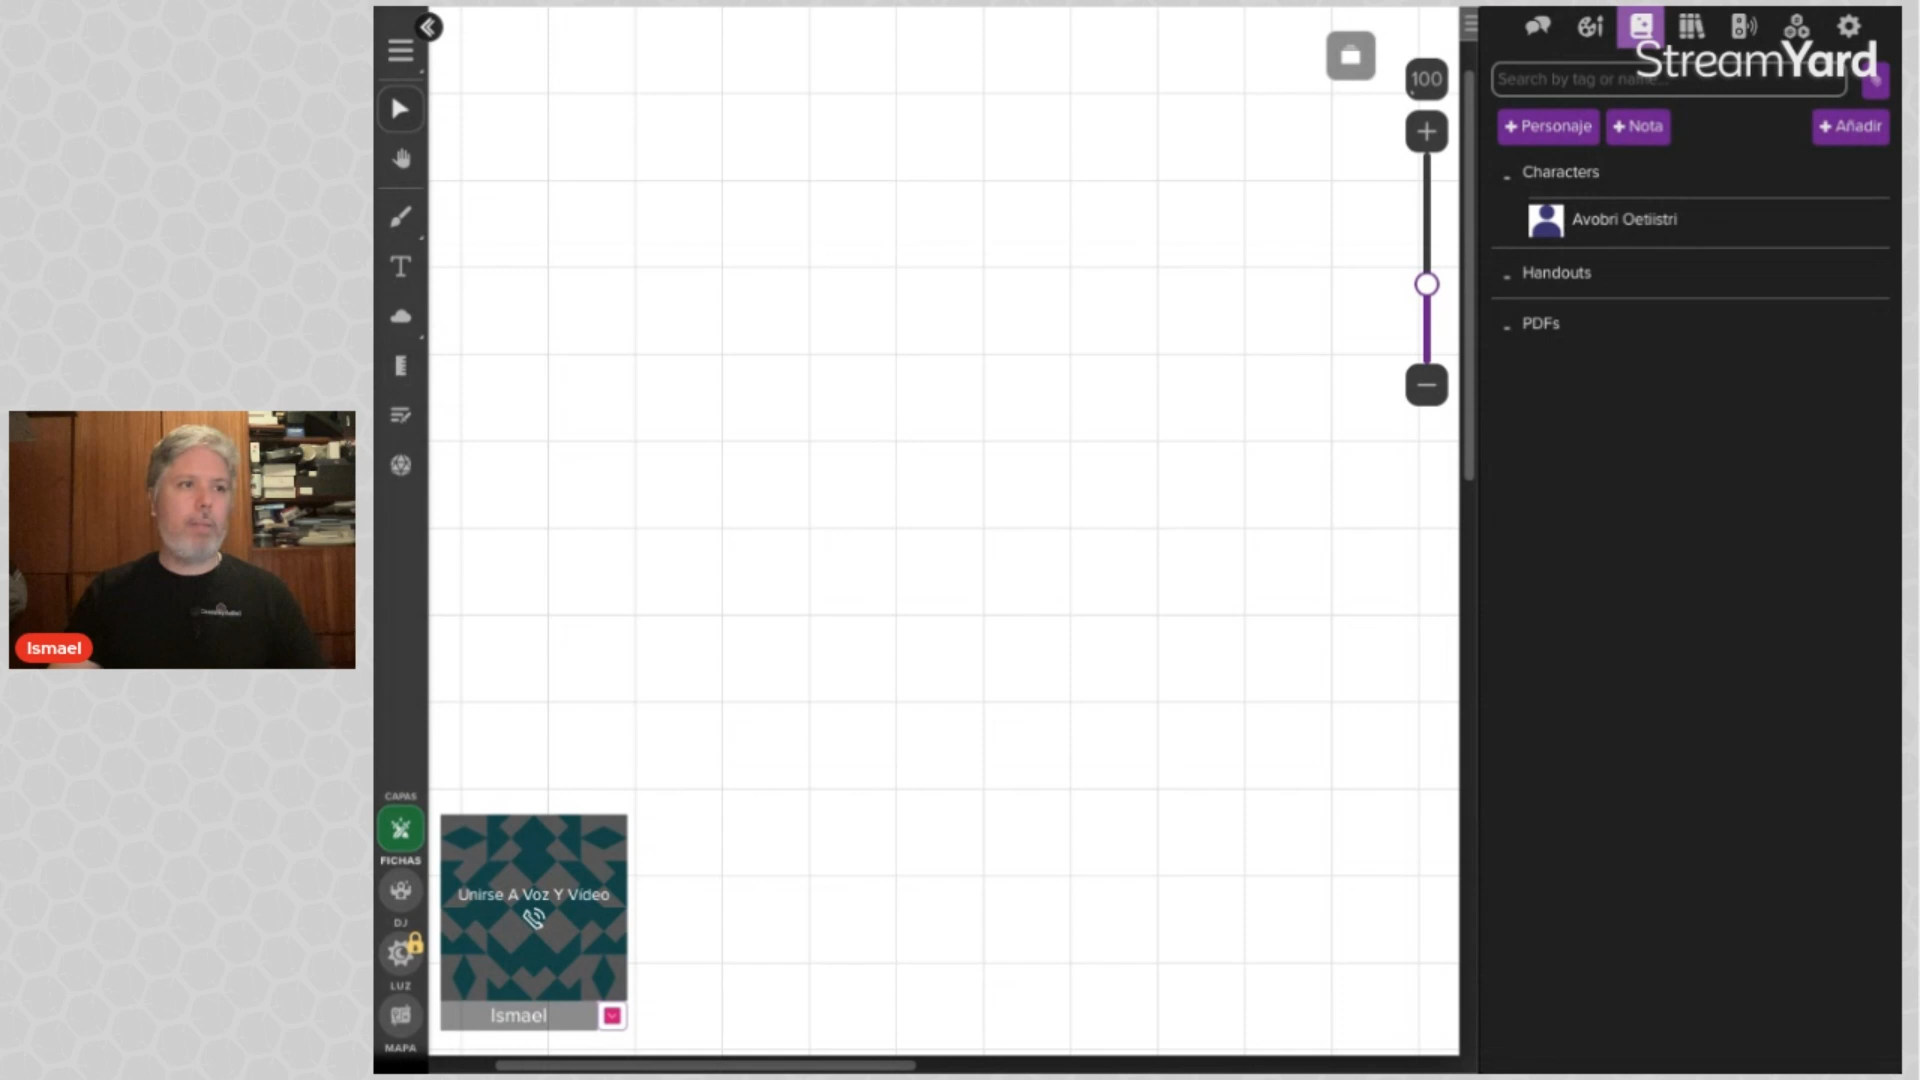 StreamYard
100
Search by tag or name...
+ Personaje
+ Nota
+ Añadir
Characters
Avobri Oetiistri
Handouts
PDFs
Ismael
CAPAS
FICHAS
DJ
LUZ
MAPA
Unirse A Voz Y Vídeo
Ismael